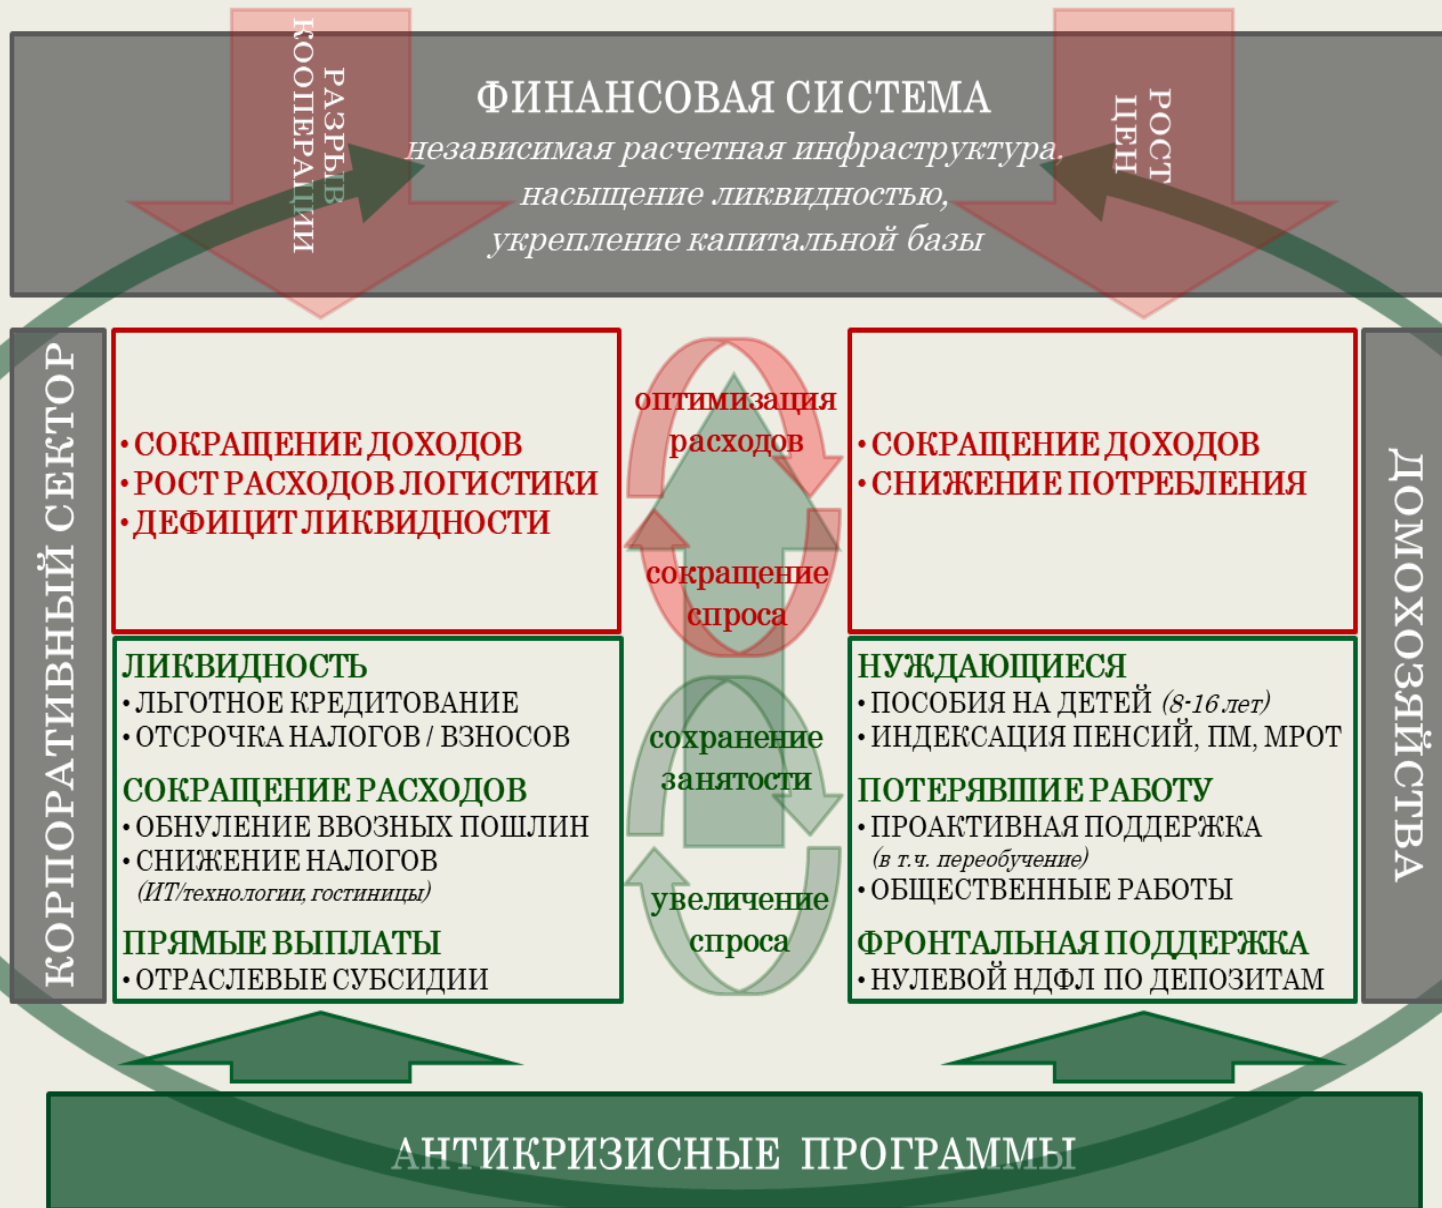 РАЗРЫВ
КООПЕРАЦИИ
ФИНАНСОВАЯ СИСТЕМА
независимая расчетная инфраструктура,
насыщение ликвидностью,
укрепление капитальной базы
РОСТ
ЦЕН
КОРПОРАТИВНЫЙ СЕКТОР
• СОКРАЩЕНИЕ ДОХОДОВ
• РОСТ РАСХОДОВ ЛОГИСТИКИ
• ДЕФИЦИТ ЛИКВИДНОСТИ
оптимизация
расходов
сокращение
спроса
• СОКРАЩЕНИЕ ДОХОДОВ
• СНИЖЕНИЕ ПОТРЕБЛЕНИЯ
ДОМОХОЗЯЙСТВА
ЛИКВИДНОСТЬ
• ЛЬГОТНОЕ КРЕДИТОВАНИЕ
• ОТСРОЧКА НАЛОГОВ / ВЗНОСОВ
СОКРАЩЕНИЕ РАСХОДОВ
• ОБНУЛЕНИЕ ВВОЗНЫХ ПОШЛИН
• СНИЖЕНИЕ НАЛОГОВ
(ИТ/технологии, гостиницы)
ПРЯМЫЕ ВЫПЛАТЫ
• ОТРАСЛЕВЫЕ СУБСИДИИ
сохранение
занятости
увеличение
спроса
НУЖДАЮЩИЕСЯ
• ПОСОБИЯ НА ДЕТЕЙ (8-16 лет)
• ИНДЕКСАЦИЯ ПЕНСИЙ, ПМ, МРОТ
ПОТЕРЯВШИЕ РАБОТУ
• ПРОАКТИВНАЯ ПОДДЕРЖКА
(в т.ч. переобучение)
• ОБЩЕСТВЕННЫЕ РАБОТЫ
ФРОНТАЛЬНАЯ ПОДДЕРЖКА
• НУЛЕВОЙ НДФЛ ПО ДЕПОЗИТАМ
АНТИКРИЗИСНЫЕ ПРОГРАММЫ